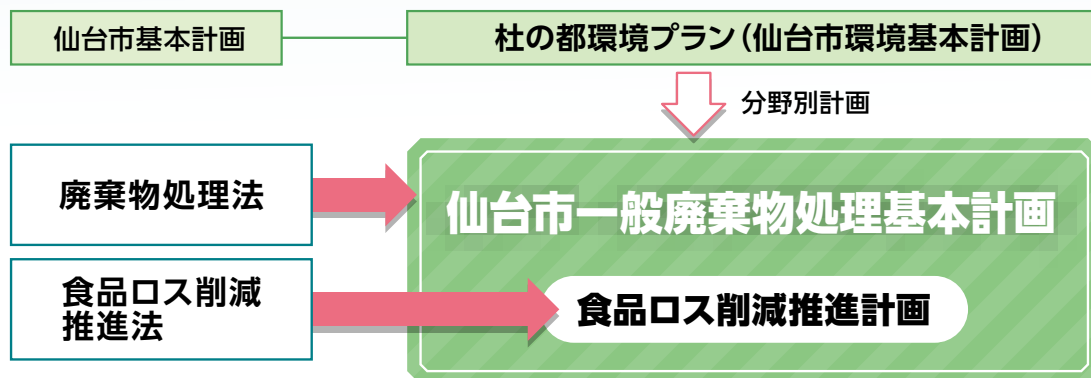 仙台市基本計画
杜の都環境プラン（仙台市環境基本計画）
分野別計画
廃棄物処理法
仙台市一般廃棄物処理基本計画
食品ロス削減
推進法
食品ロス削減推進計画